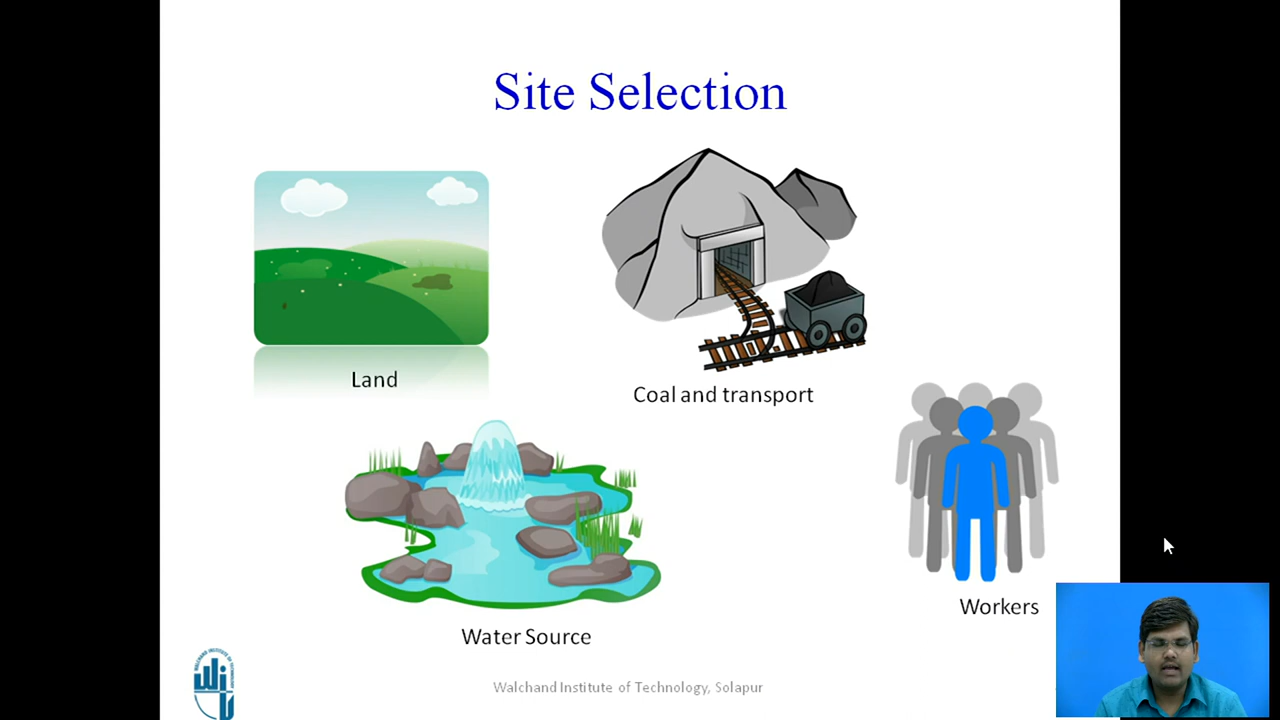 Site Selection
Land
Coal and transport
Water Source
Workers
Walchand Institute of Technology, Solapur